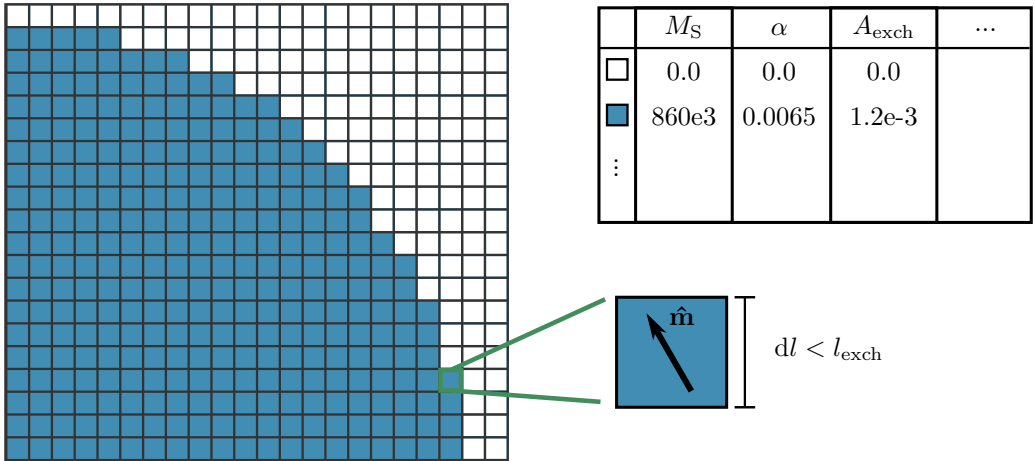 M_S α A_exch ...
0.0 0.0 0.0
860e3 0.0065 1.2e-3
⋮
m̂
dl < l_exch